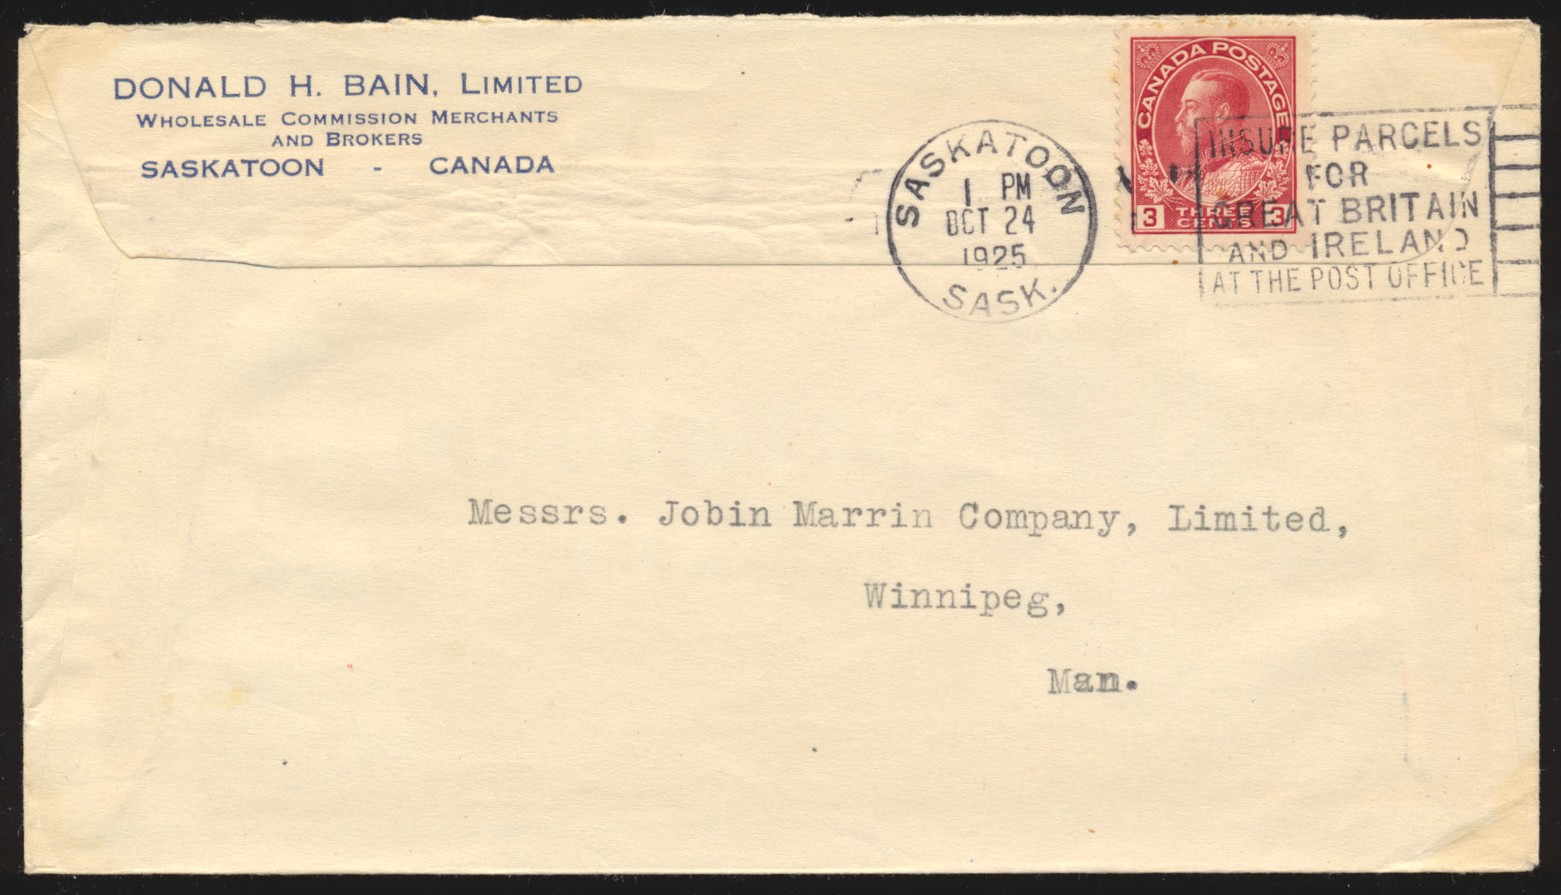 DONALD H. BAIN, LIMITED
WHOLESALE COMMISSION MERCHANTS
AND BROKERS
SASKATOON - CANADA
CANADA POSTAGE
3 THREE CENTS 3
SASKATOON
1 PM
OCT 24
1925
SASK.
INSURE PARCELS
FOR
GREAT BRITAIN
AND IRELAND
AT THE POST OFFICE
Messrs. Jobin Marrin Company, Limited,
Winnipeg,
Man.